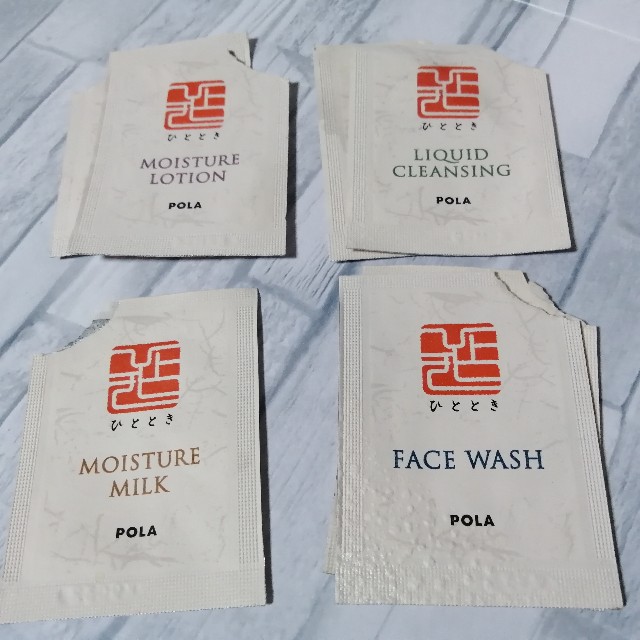 ひととき
MOISTURE
LOTION
POLA
ひととき
LIQUID
CLEANSING
POLA
ひととき
MOISTURE
MILK
POLA
ひととき
FACE WASH
POLA